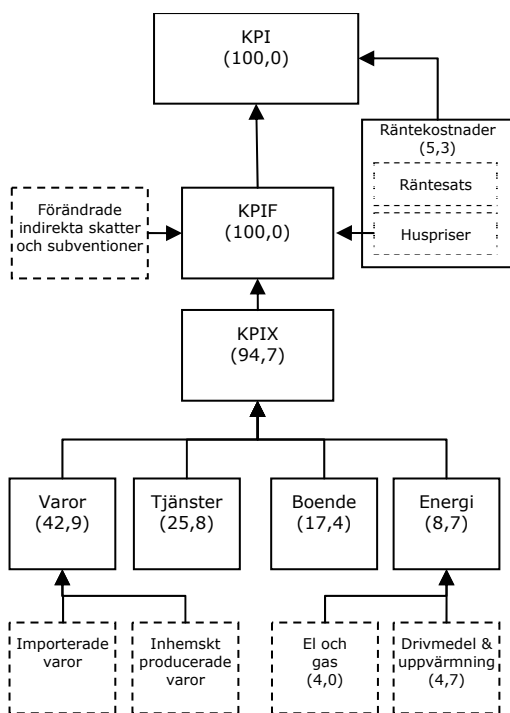 KPI
(100,0)
Räntekostnader
(5,3)
Räntesats
Huspriser
Förändrade
indirekta skatter
och subventioner
KPIF
(100,0)
KPIX
(94,7)
Varor
(42,9)
Tjänster
(25,8)
Boende
(17,4)
Energi
(8,7)
Importerade
varor
Inhemskt
producerade
varor
El och
gas
(4,0)
Drivmedel &
uppvärmning
(4,7)